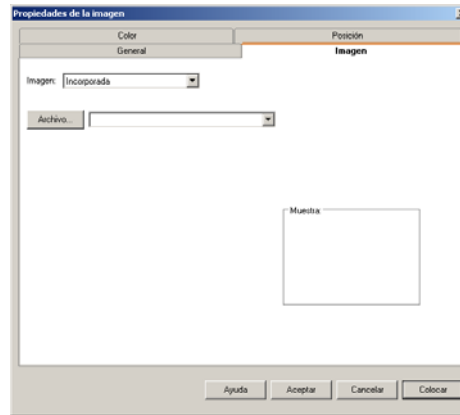 Propiedades de la imagen
Color Posición
General Imagen
Imagen: Incorporada
Archivo...
Muestra
Ayuda Aceptar Cancelar Colocar